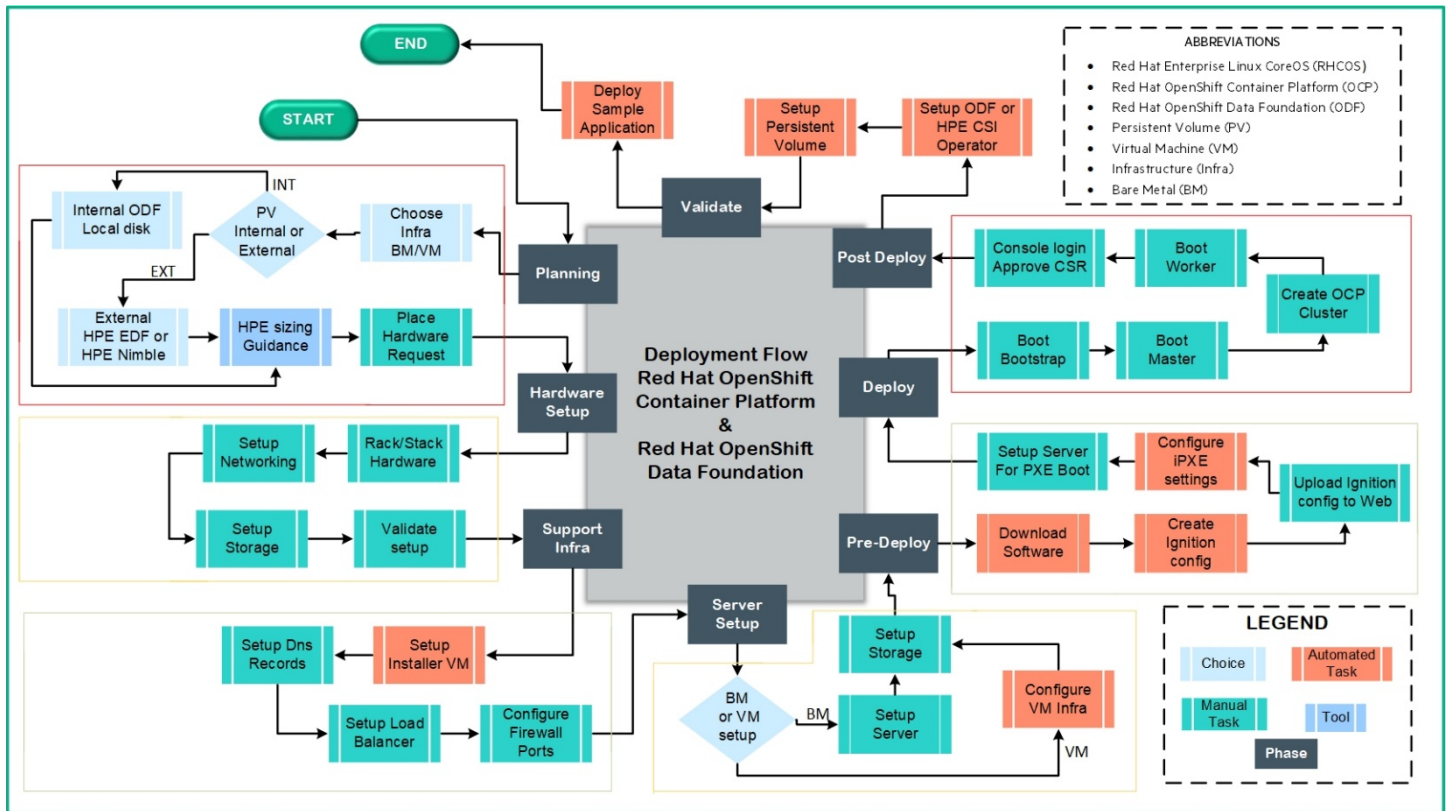 END
START
Deploy
Sample
Application
Setup
Persistent
Volume
Setup ODF or
HPE CSI
Operator
ABBREVIATIONS
Red Hat Enterprise Linux CoreOS (RHCOS)
Red Hat OpenShift Container Platform (OCP)
Red Hat OpenShift Data Foundation (ODF)
Persistent Volume (PV)
Virtual Machine (VM)
Infrastructure (Infra)
Bare Metal (BM)
Validate
INT
Internal ODF
Local disk
PV
Internal or
External
Choose
Infra
BM/VM
Planning
EXT
External
HPE EDF or
HPE Nimble
HPE sizing
Guidance
Place
Hardware
Request
Hardware
Setup
Deployment Flow
Red Hat OpenShift
Container Platform
&
Red Hat OpenShift
Data Foundation
Post Deploy
Console login
Approve CSR
Boot
Worker
Create OCP
Cluster
Boot
Bootstrap
Boot
Master
Deploy
Setup
Networking
Rack/Stack
Hardware
Setup
Storage
Validate
setup
Support
Infra
Setup Server
For PXE Boot
Configure
iPXE
settings
Upload Ignition
config to Web
Pre-Deploy
Download
Software
Create
Ignition
config
Setup Dns
Records
Setup
Installer VM
Setup Load
Balancer
Configure
Firewall
Ports
Server
Setup
BM
or VM
setup
BM
Setup
Storage
Setup
Server
Configure
VM Infra
VM
LEGEND
Choice
Automated
Task
Manual
Task
Tool
Phase